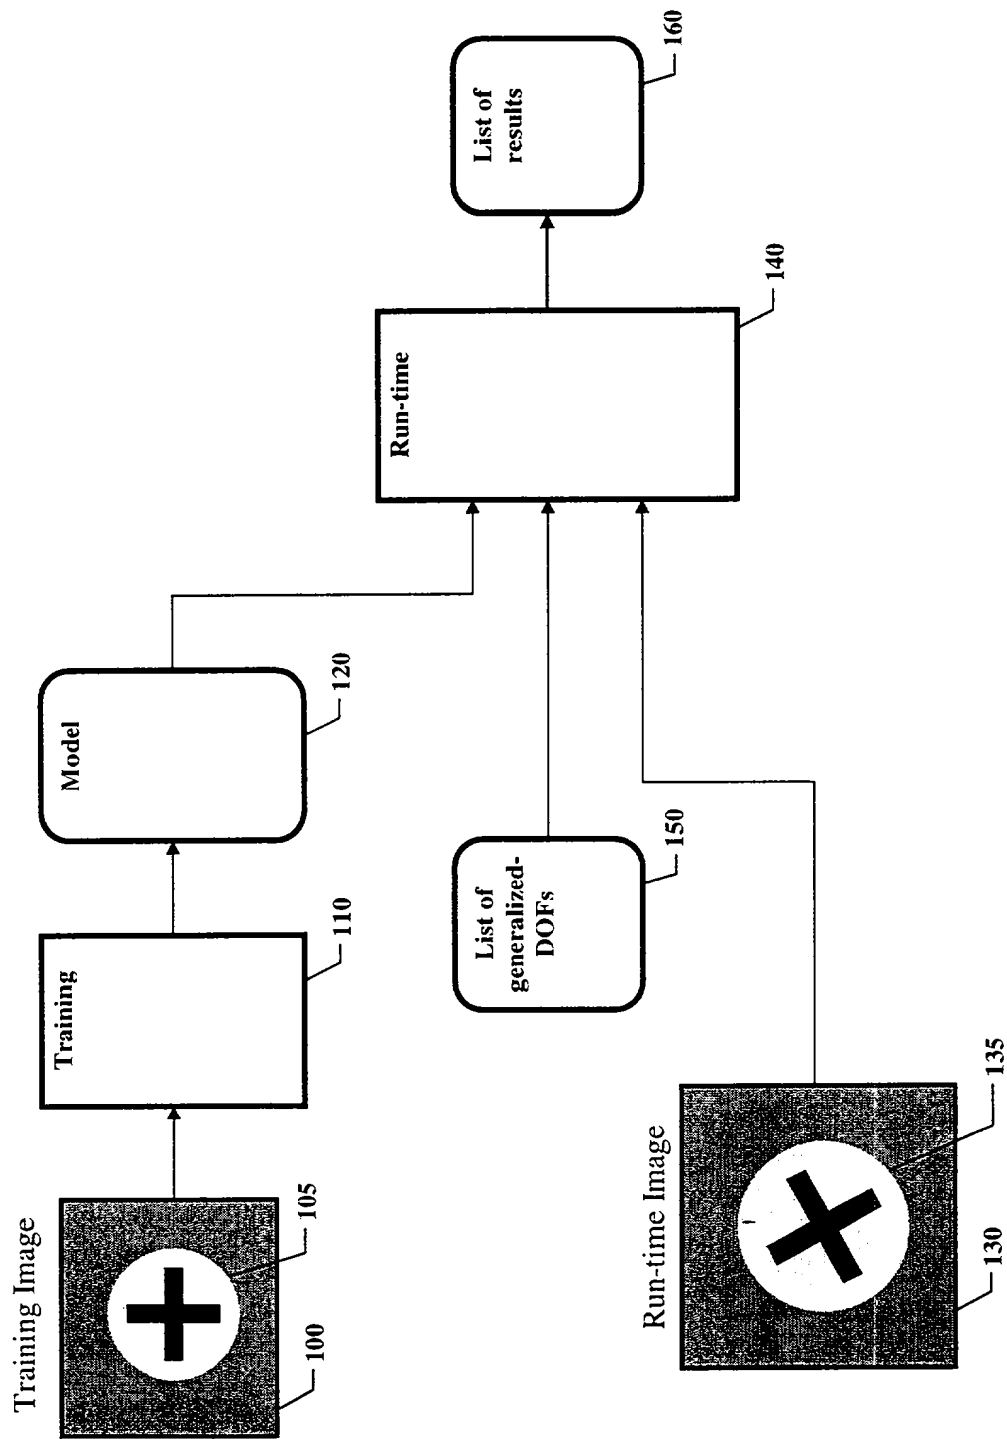 Training Image
100
105
Training
110
Model
120
Run-time Image
130
135
List of
generalized-
DOFs
150
Run-time
140
List of
results
160